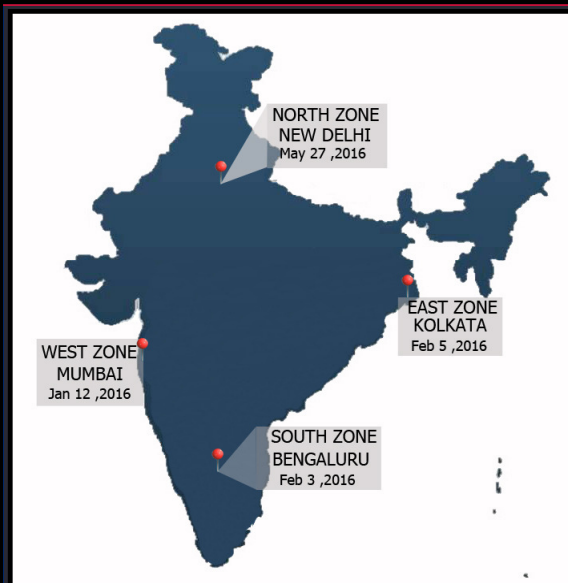 NORTH ZONE
NEW DELHI
May 27 ,2016
EAST ZONE
KOLKATA
Feb 5 ,2016
WEST ZONE
MUMBAI
Jan 12 ,2016
SOUTH ZONE
BENGALURU
Feb 3 ,2016